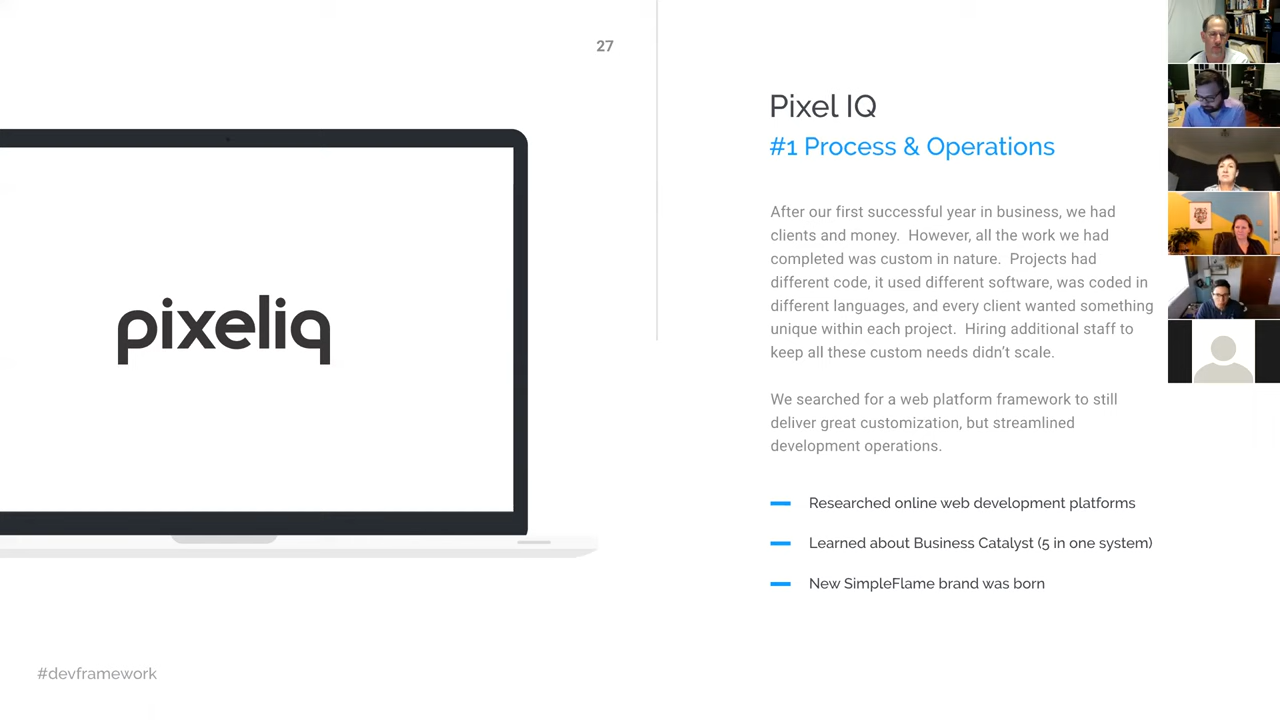 27
pixeliq
Pixel IQ
#1 Process & Operations
After our first successful year in business, we had
clients and money.  However, all the work we had
completed was custom in nature.  Projects had
different code, it used different software, was coded in
different languages, and every client wanted something
unique within each project.  Hiring additional staff to
keep all these custom needs didn't scale.
We searched for a web platform framework to still
deliver great customization, but streamlined
development operations.
Researched online web development platforms
Learned about Business Catalyst (5 in one system)
New SimpleFlame brand was born
#devframework